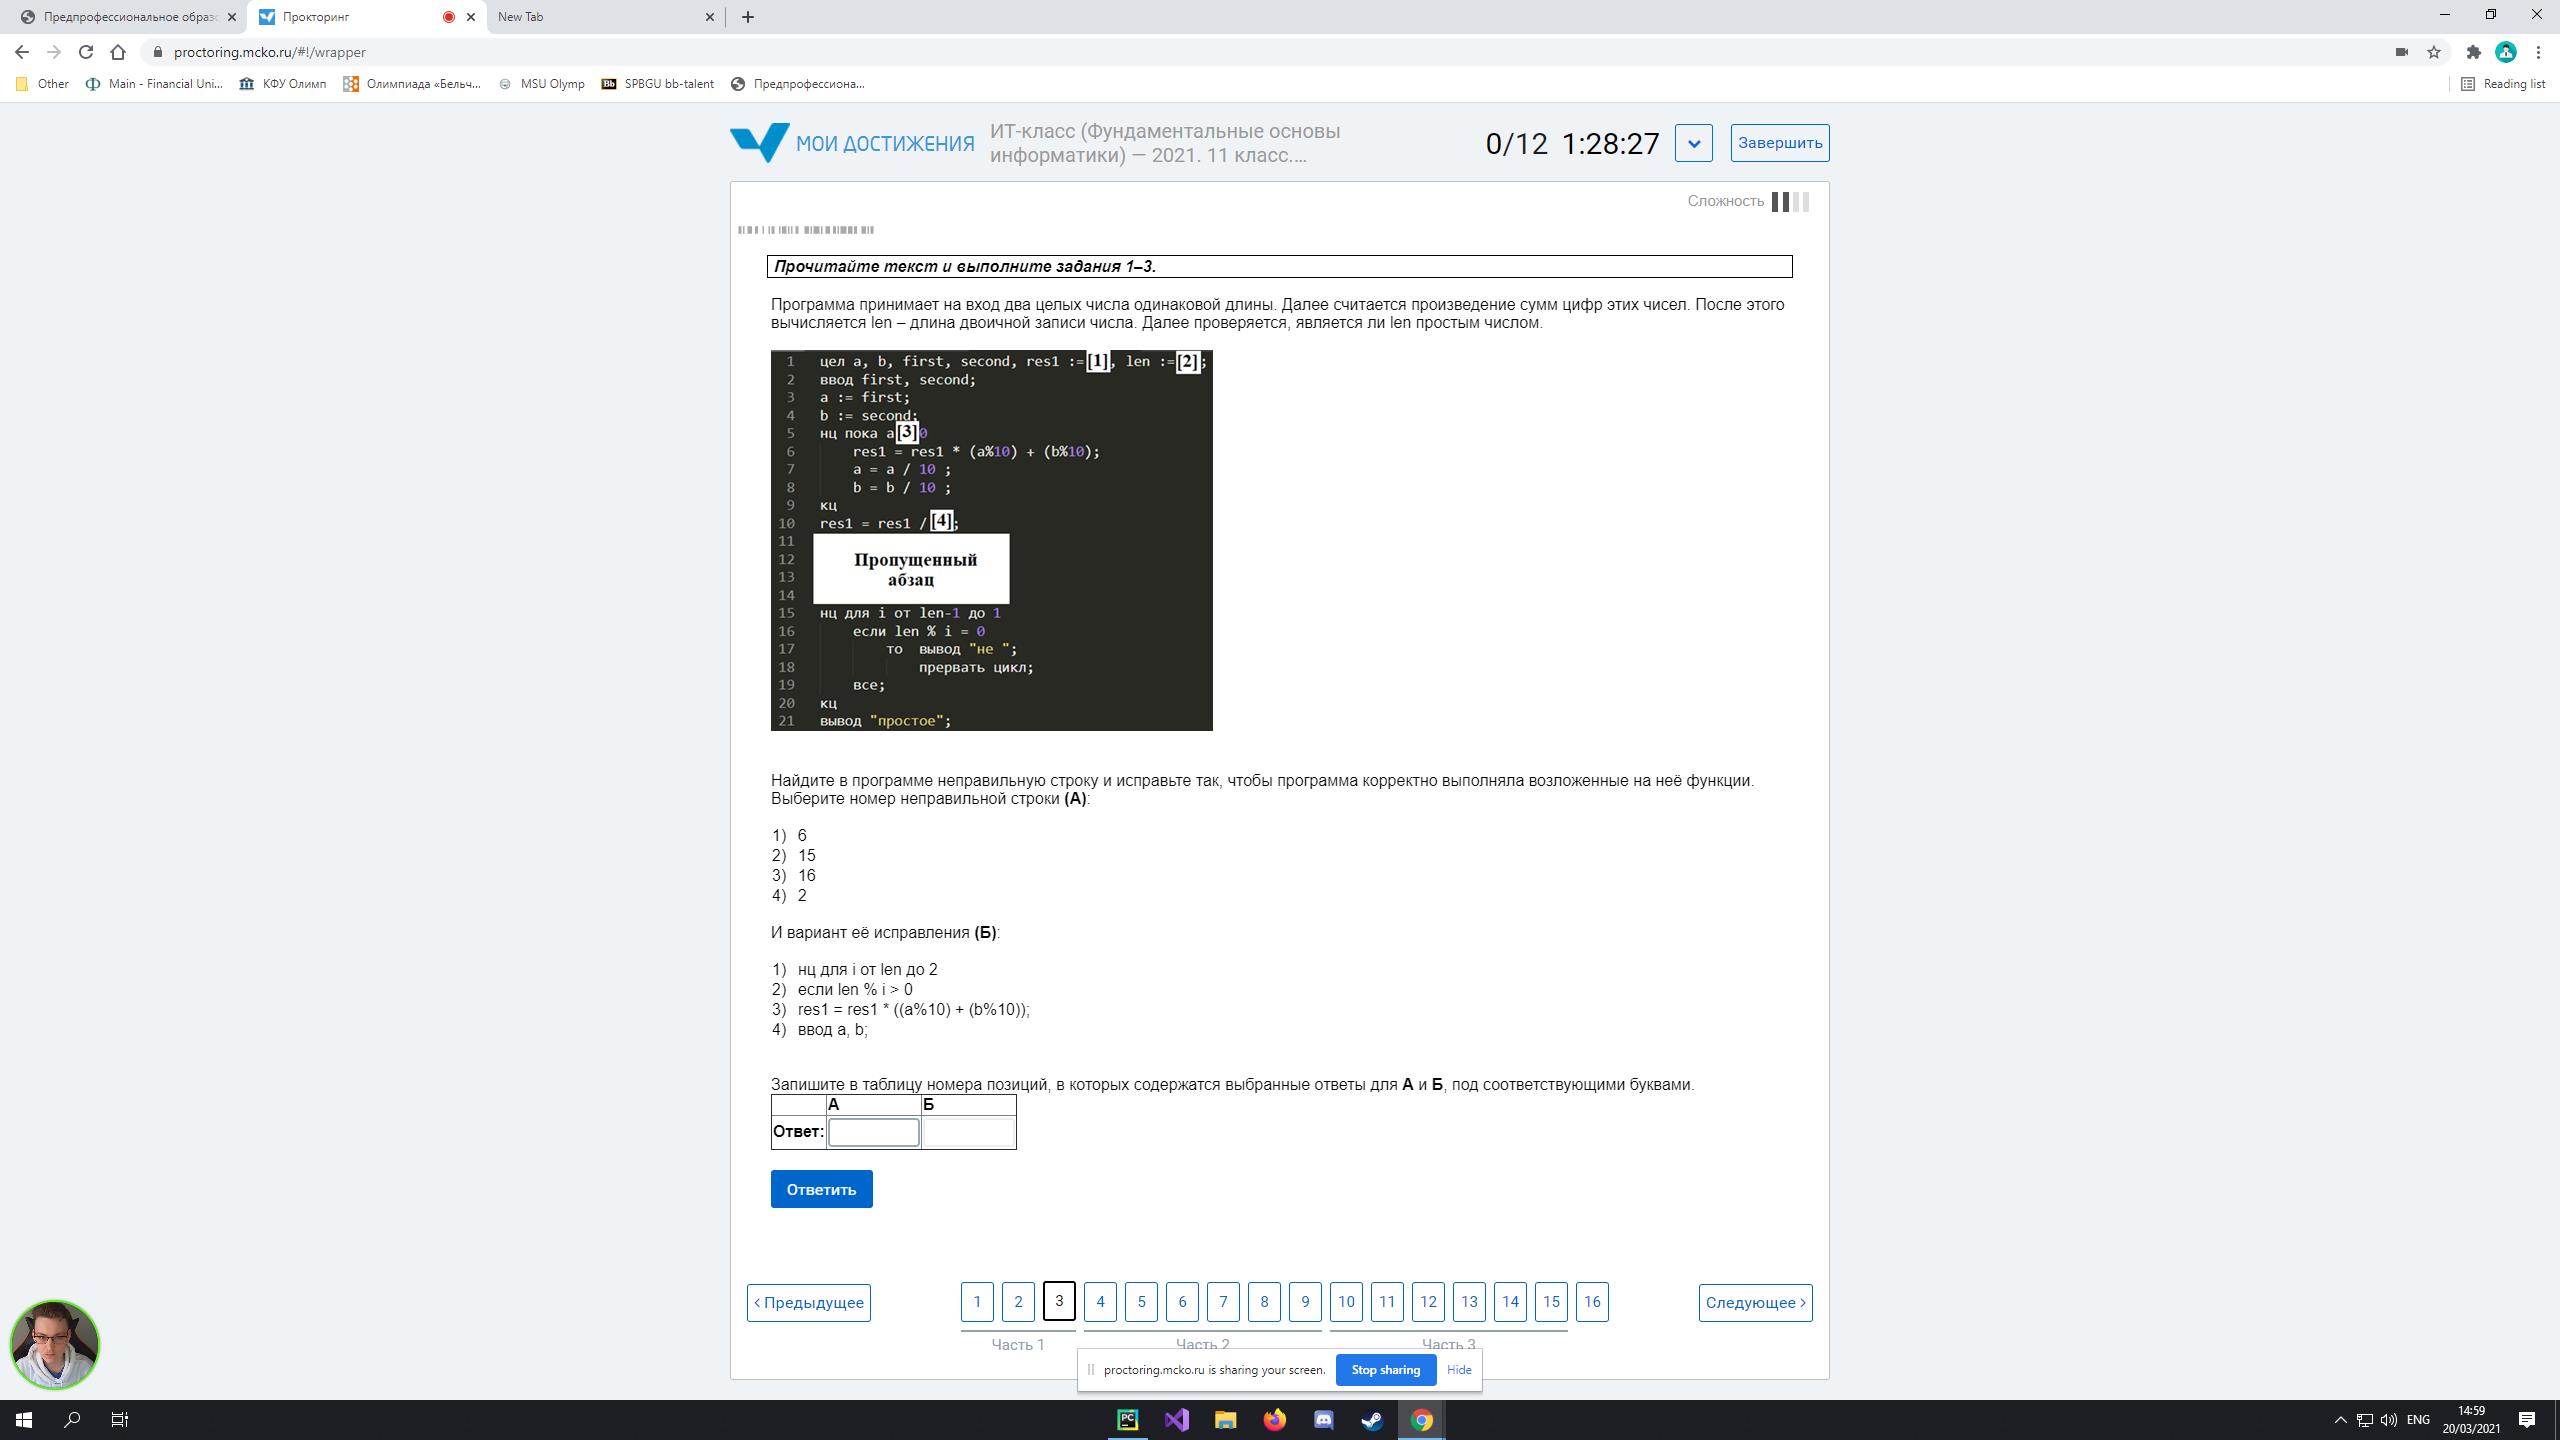 Предпрофессиональное образо
Прокторинг
New Tab
proctoring.mcko.ru/#!/wrapper
Other
Main - Financial Uni...
КФУ Олимп
Олимпиада «Бельч...
MSU Olymp
Bb SPBGU bb-talent
Предпрофессиона...
Reading list
МОИ ДОСТИЖЕНИЯ
ИТ-класс (Фундаментальные основы
информатики) — 2021. 11 класс....
0/12 1:28:27
Завершить
Сложность
Прочитайте текст и выполните задания 1–3.
Программа принимает на вход два целых числа одинаковой длины. Далее считается произведение сумм цифр этих чисел. После этого
вычисляется len – длина двоичной записи числа. Далее проверяется, является ли len простым числом.
1 цел a, b, first, second, res1 :=[1], len :=[2];
2 ввод first, second;
3 a := first;
4 b := second;
5 нц пока a[3]0
6 res1 = res1 * (a%10) + (b%10);
7 a = a / 10 ;
8 b = b / 10 ;
9 кц
10 res1 = res1 /[4];
11
12 Пропущенный
13 абзац
14
15 нц для i от len-1 до 1
16 если len % i = 0
17 то вывод "не ";
18 прервать цикл;
19 все;
20 кц
21 вывод "простое";
Найдите в программе неправильную строку и исправьте так, чтобы программа корректно выполняла возложенные на неё функции.
Выберите номер неправильной строки (А):
1) 6
2) 15
3) 16
4) 2
И вариант её исправления (Б):
1) нц для i от len до 2
2) если len % i > 0
3) res1 = res1 * ((a%10) + (b%10));
4) ввод a, b;
Запишите в таблицу номера позиций, в которых содержатся выбранные ответы для А и Б, под соответствующими буквами.
А Б
Ответ:
Ответить
Предыдущее
1 2 3 4 5 6 7 8 9 10 11 12 13 14 15 16
Следующее
Часть 1 Часть 2 Часть 3
proctoring.mcko.ru is sharing your screen. Stop sharing Hide
PC
ENG
14:59
20/03/2021